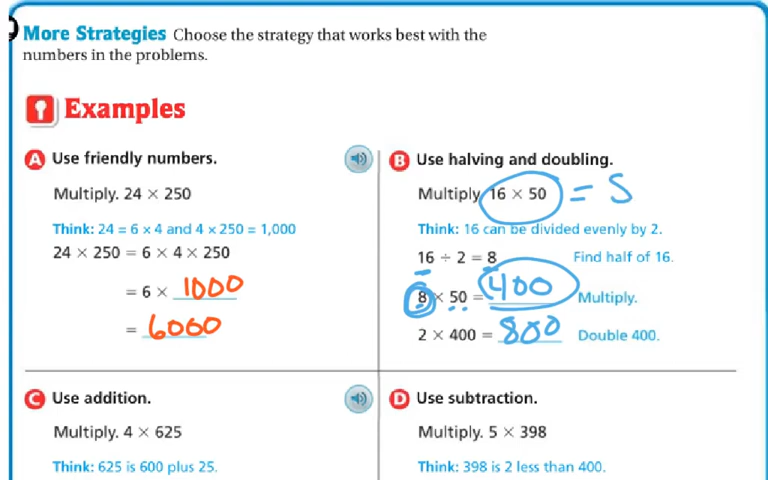 More Strategies Choose the strategy that works best with the
numbers in the problems.
Examples
A Use friendly numbers.
Multiply. 24 × 250
Think: 24 = 6 × 4 and 4 × 250 = 1,000
24 × 250 = 6 × 4 × 250
= 6 × 1000
= 6000
B Use halving and doubling.
Multiply 16 × 50 = 5
Think: 16 can be divided evenly by 2.
16 ÷ 2 = 8 Find half of 16.
8 × 50 = 400 Multiply.
2 × 400 = 800 Double 400.
C Use addition.
Multiply. 4 × 625
Think: 625 is 600 plus 25.
D Use subtraction.
Multiply. 5 × 398
Think: 398 is 2 less than 400.